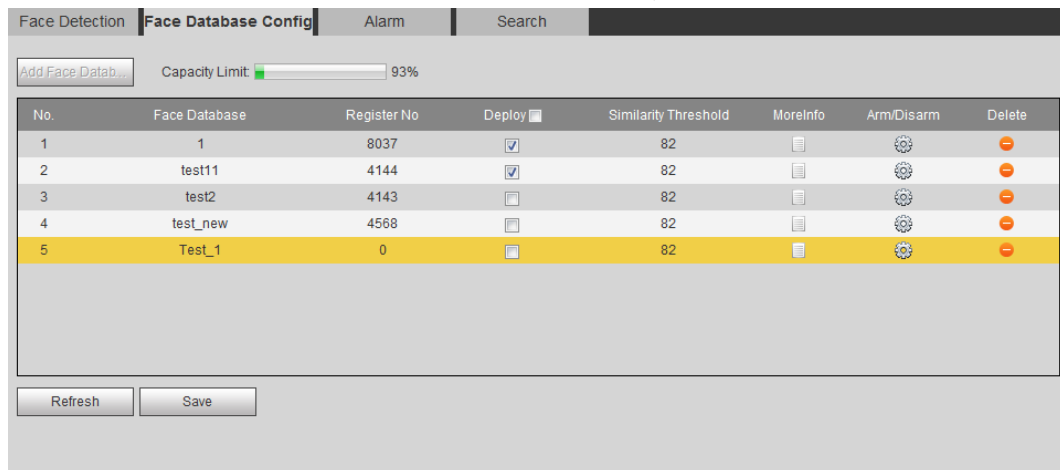 Face Detection Face Database Config Alarm Search
Add Face Datab... Capacity Limit: 93%
No. Face Database Register No Deploy Similarity Threshold MoreInfo Arm/Disarm Delete
1 1 8037 82
2 test11 4144 82
3 test2 4143 82
4 test_new 4568 82
5 Test_1 0 82
Refresh Save